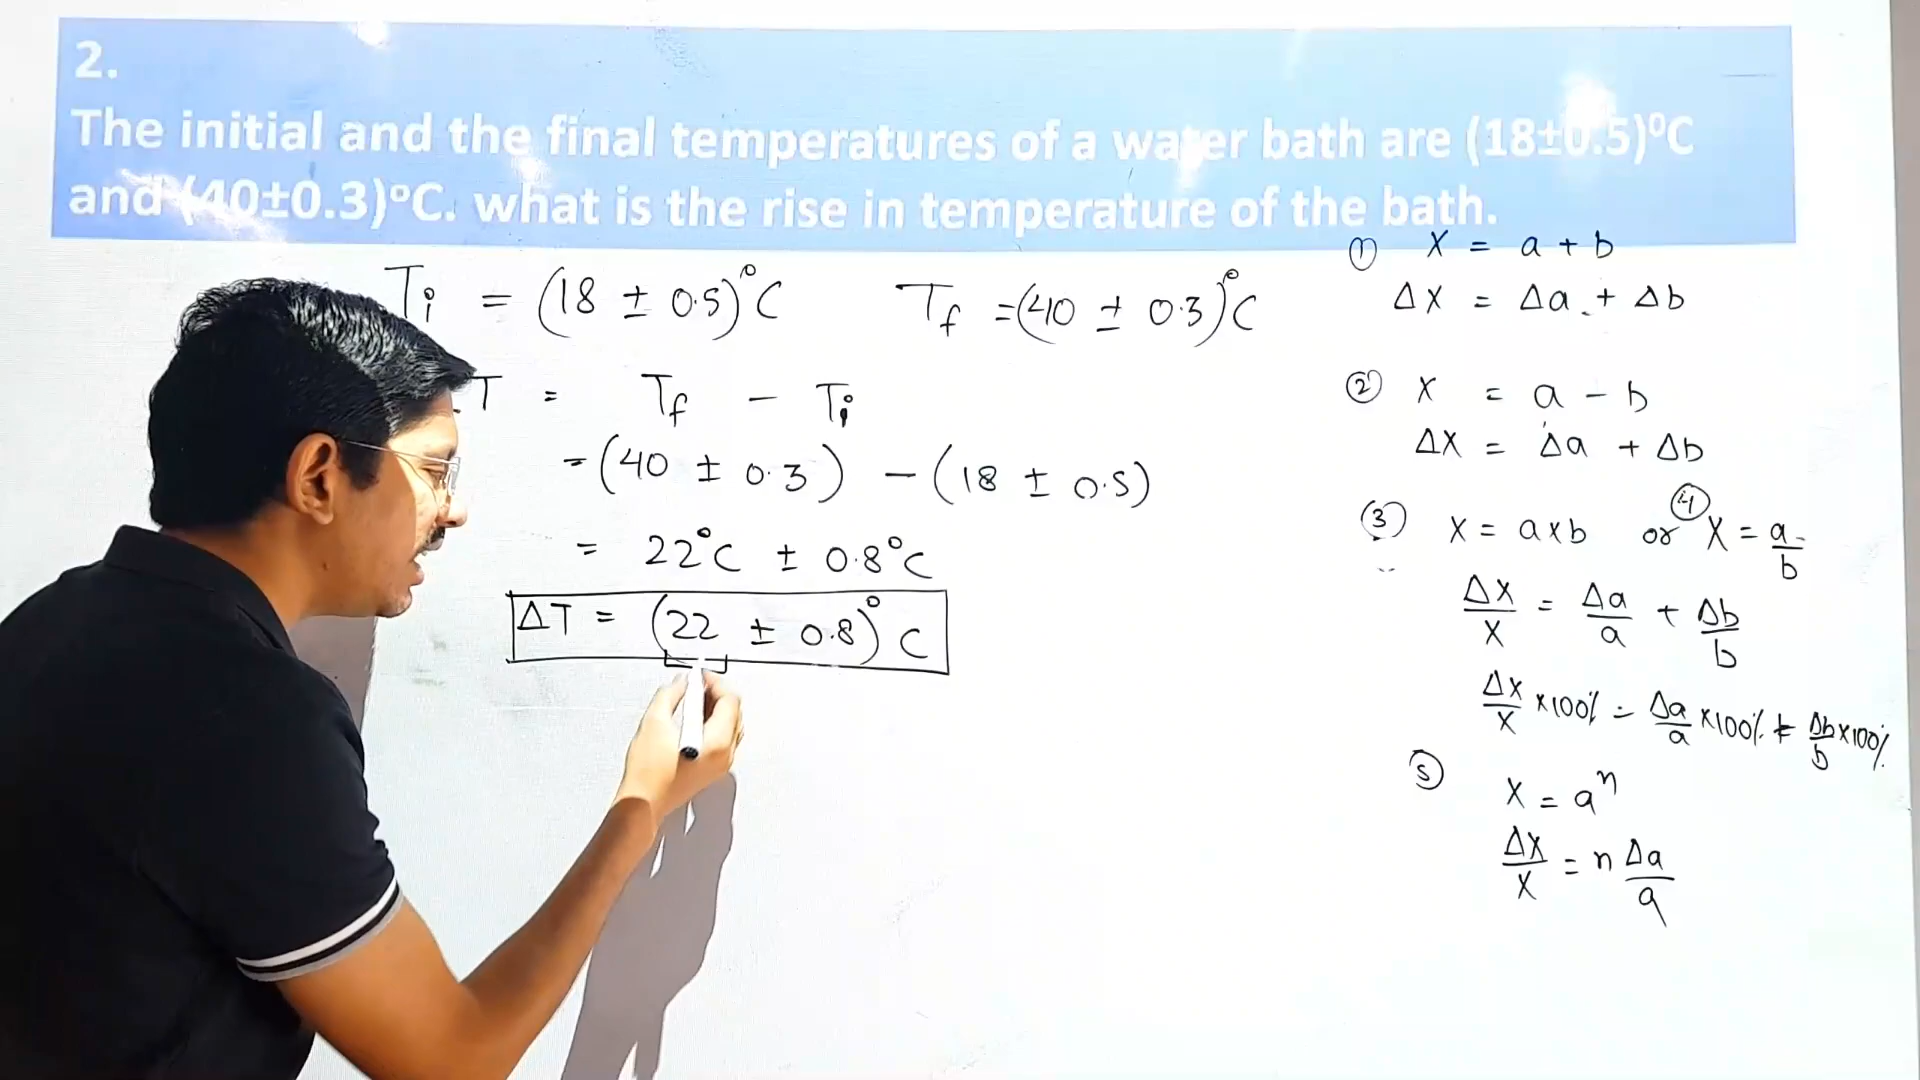 2.
The initial and the final temperatures of a water bath are (18±0.5)⁰C
and (40±0.3)ºC. what is the rise in temperature of the bath.
Ti = (18 ± 0.5)°C Tf = (40 ± 0.3)°C
T = Tf - Ti
= (40 ± 0.3) - (18 ± 0.5)
= 22°C ± 0.8°C
ΔT = (22 ± 0.8)°C
① X = a + b
ΔX = Δa + Δb
② X = a - b
ΔX = Δa + Δb
③ X = a x b or ④ X = a/b
ΔX/X = Δa/a + Δb/b
ΔX/X x 100% = Δa/a x 100% + Δb/b x 100%
⑤ X = aⁿ
ΔX/X = n Δa/a